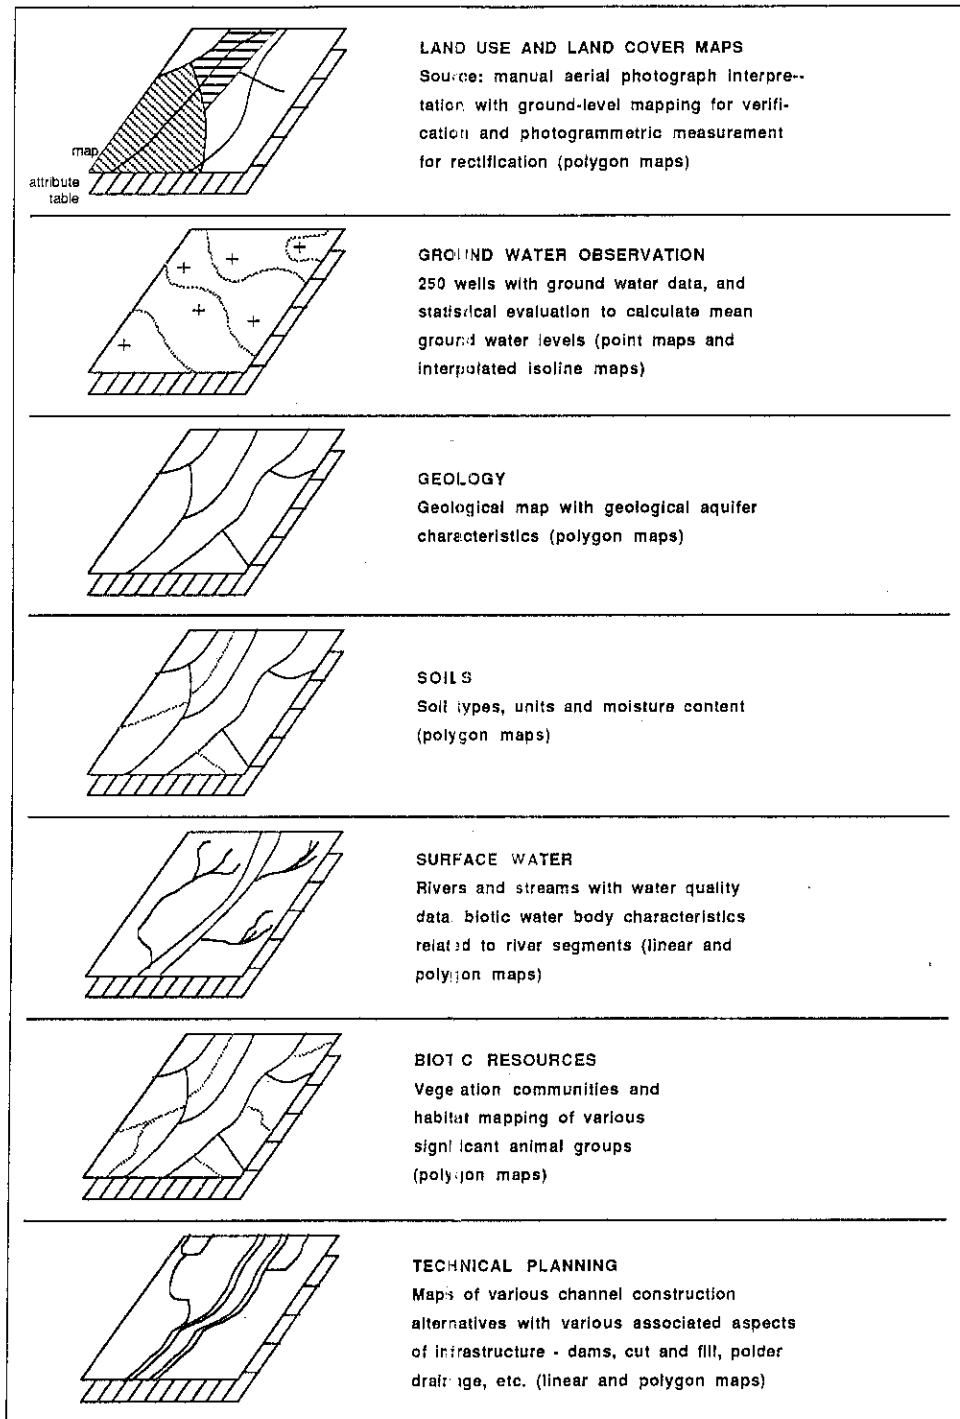 LAND USE AND LAND COVER MAPS
Source: manual aerial photograph interpre-
tation with ground-level mapping for verifi-
cation and photogrammetric measurement
for rectification (polygon maps)
map
attribute
table
GROUND WATER OBSERVATION
250 wells with ground water data, and
statistical evaluation to calculate mean
ground water levels (point maps and
interpolated isoline maps)
GEOLOGY
Geological map with geological aquifer
characteristics (polygon maps)
SOILS
Soil types, units and moisture content
(polygon maps)
SURFACE WATER
Rivers and streams with water quality
data, biotic water body characteristics
related to river segments (linear and
polygon maps)
BIOTIC RESOURCES
Vegetation communities and
habitat mapping of various
significant animal groups
(polygon maps)
TECHNICAL PLANNING
Maps of various channel construction
alternatives with various associated aspects
of infrastructure - dams, cut and fill, polder
drainage, etc. (linear and polygon maps)